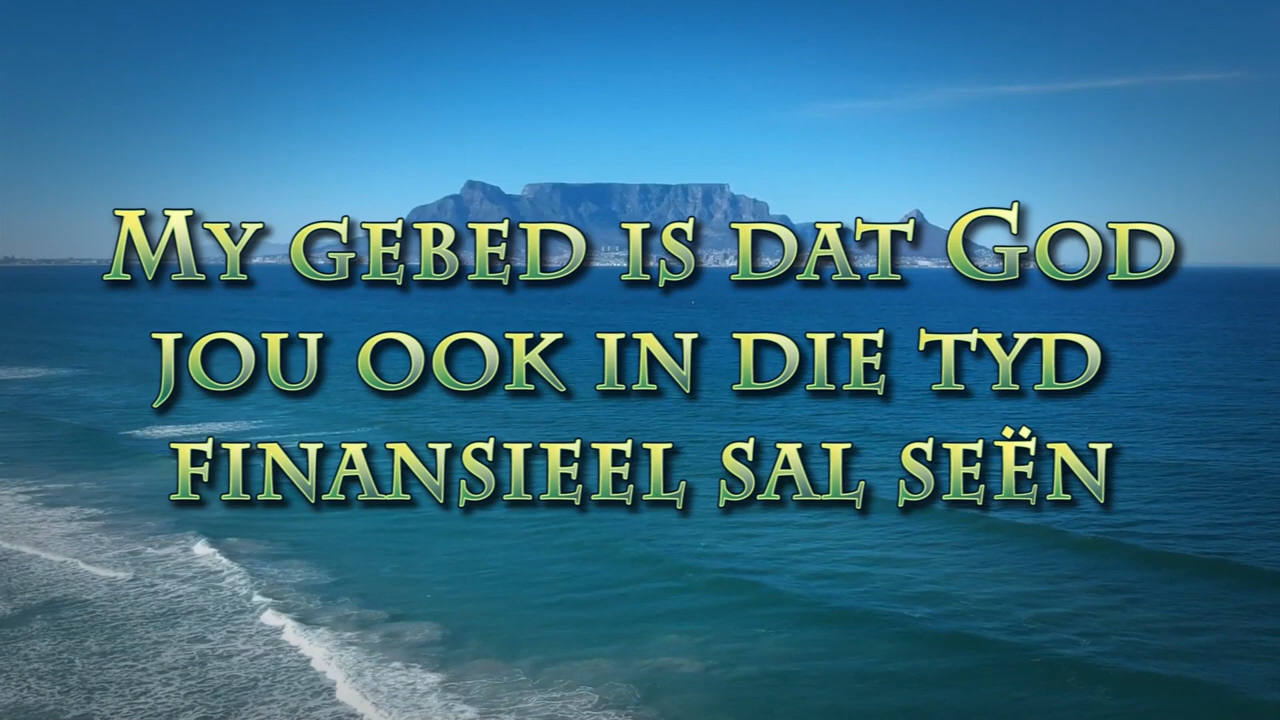 My gebed is dat God
jou ook in die tyd
finansieel sal seën